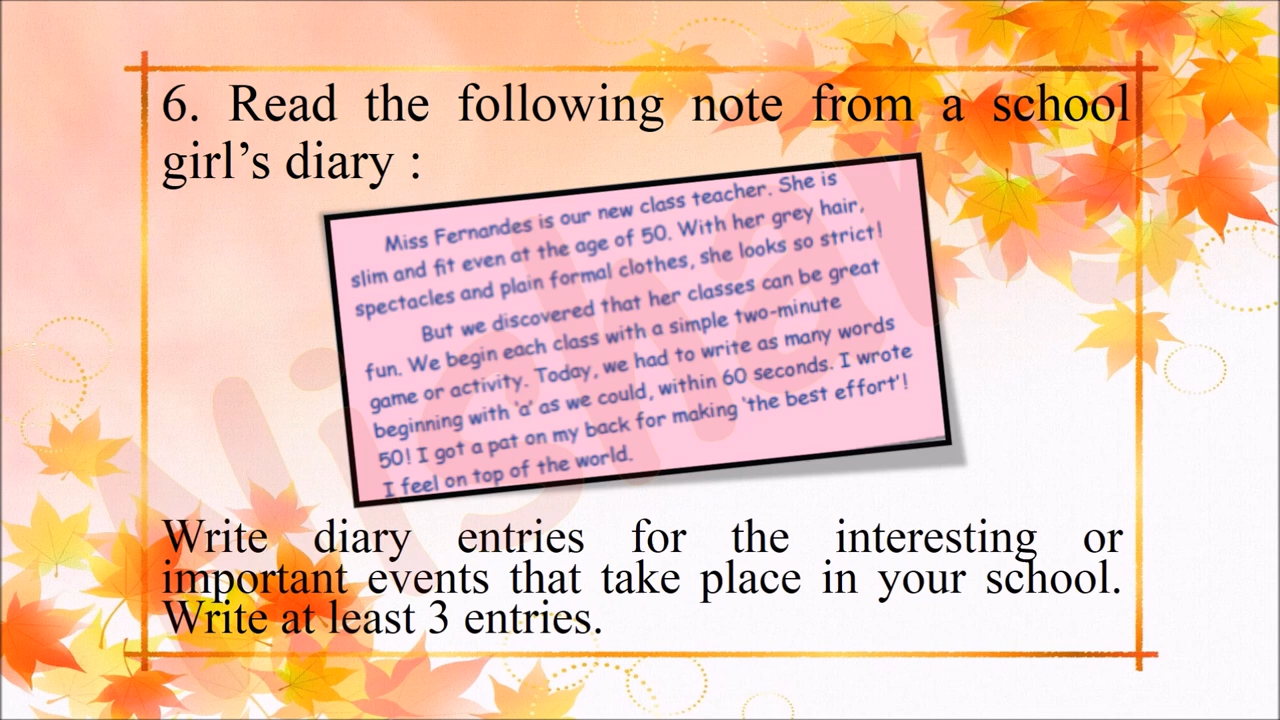 6. Read the following note from a school
girl’s diary :
Miss Fernandes is our new class teacher. She is
slim and fit even at the age of 50. With her grey hair,
spectacles and plain formal clothes, she looks so strict!
But we discovered that her classes can be great
fun. We begin each class with a simple two-minute
game or activity. Today, we had to write as many words
beginning with 'a' as we could, within 60 seconds. I wrote
50! I got a pat on my back for making 'the best effort'!
I feel on top of the world.
Write diary entries for the interesting or
important events that take place in your school.
Write at least 3 entries.